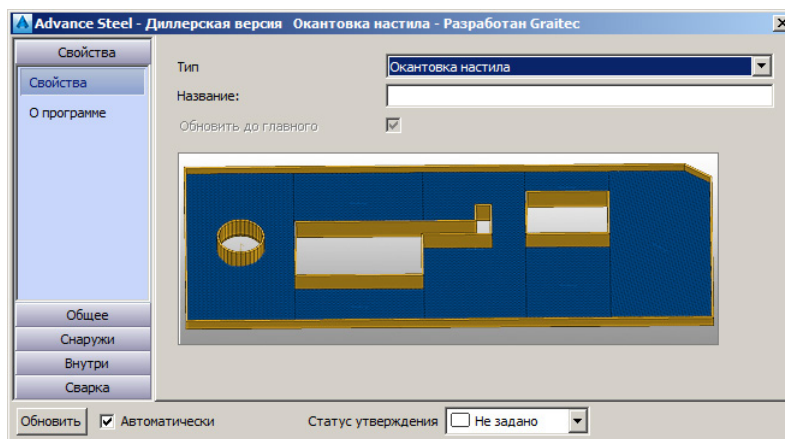 Advance Steel - Диллерская версия Окантовка настила - Разработан Graitec
Свойства
Свойства
О программе
Общее
Снаружи
Внутри
Сварка
Тип
Окантовка настила
Название:
Обновить до главного
Обновить
Автоматически
Статус утверждения
Не задано